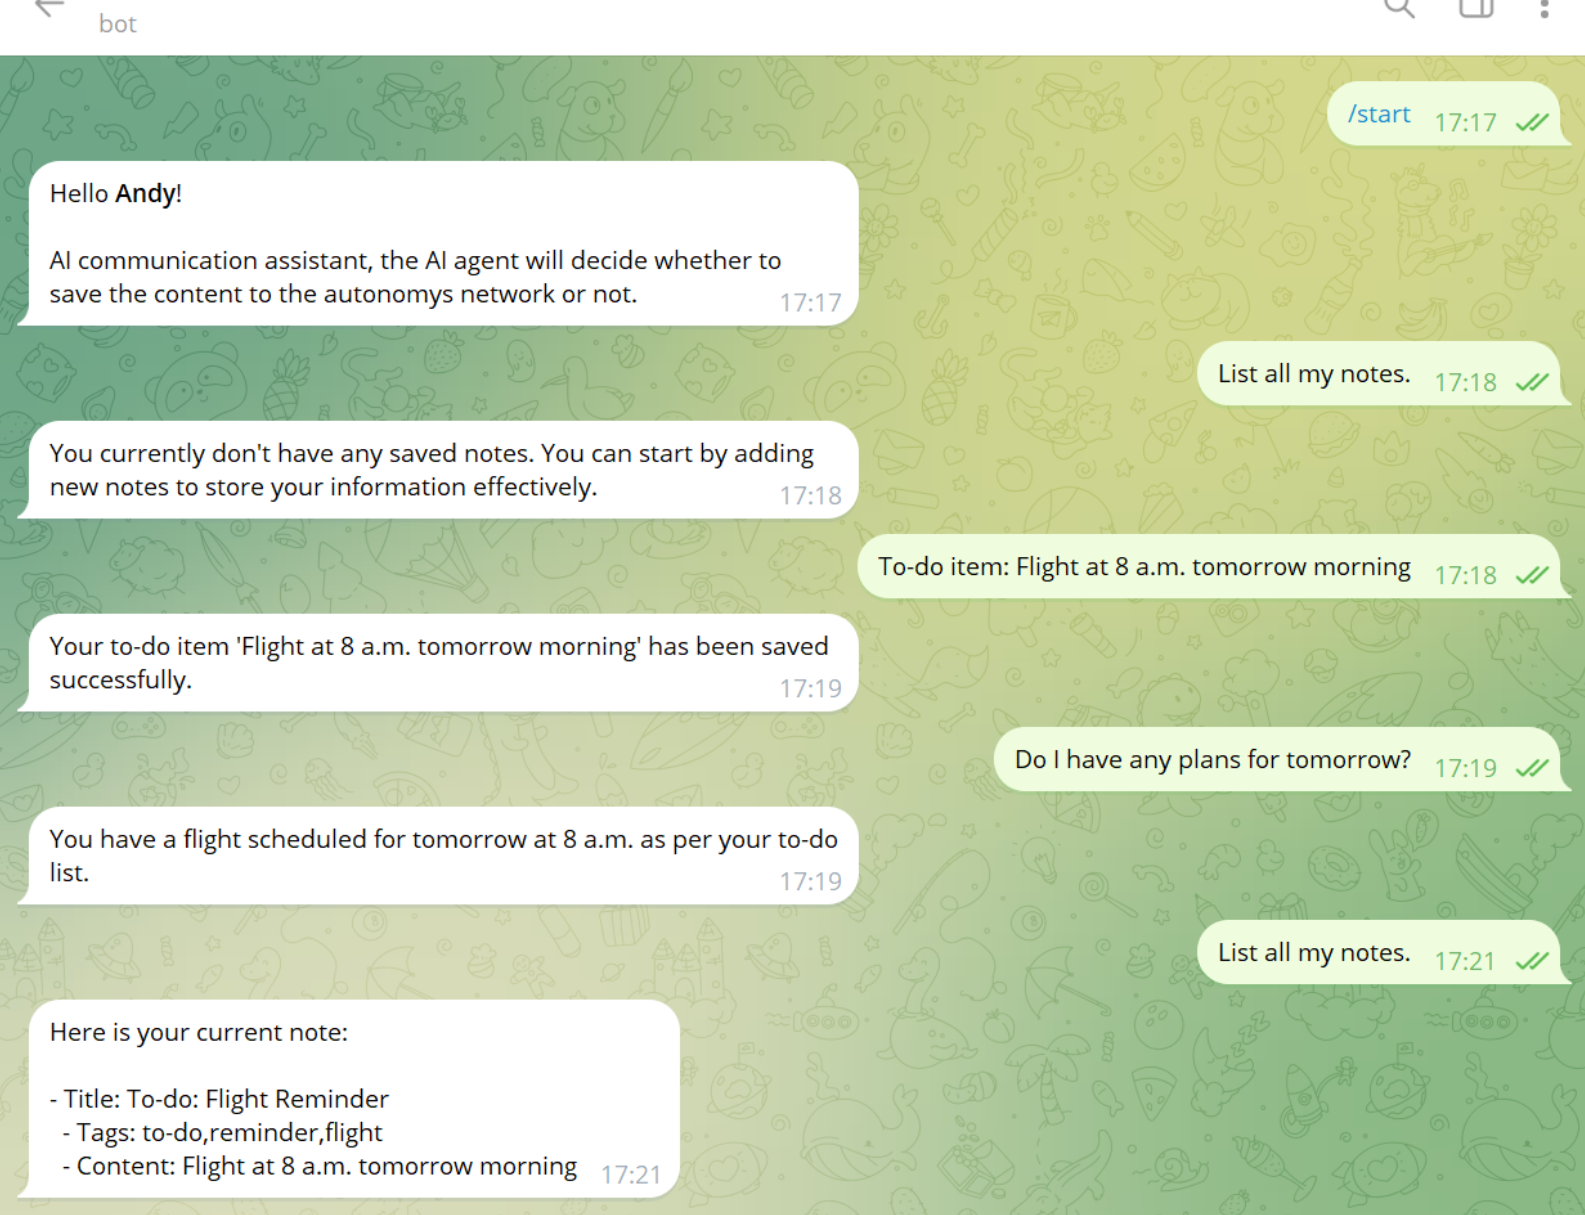 bot
/start 17:17
Hello Andy!
AI communication assistant, the AI agent will decide whether to
save the content to the autonomys network or not. 17:17
List all my notes. 17:18
You currently don't have any saved notes. You can start by adding
new notes to store your information effectively. 17:18
To-do item: Flight at 8 a.m. tomorrow morning 17:18
Your to-do item 'Flight at 8 a.m. tomorrow morning' has been saved
successfully. 17:19
Do I have any plans for tomorrow? 17:19
You have a flight scheduled for tomorrow at 8 a.m. as per your to-do
list. 17:19
List all my notes. 17:21
Here is your current note:
- Title: To-do: Flight Reminder
- Tags: to-do,reminder,flight
- Content: Flight at 8 a.m. tomorrow morning 17:21